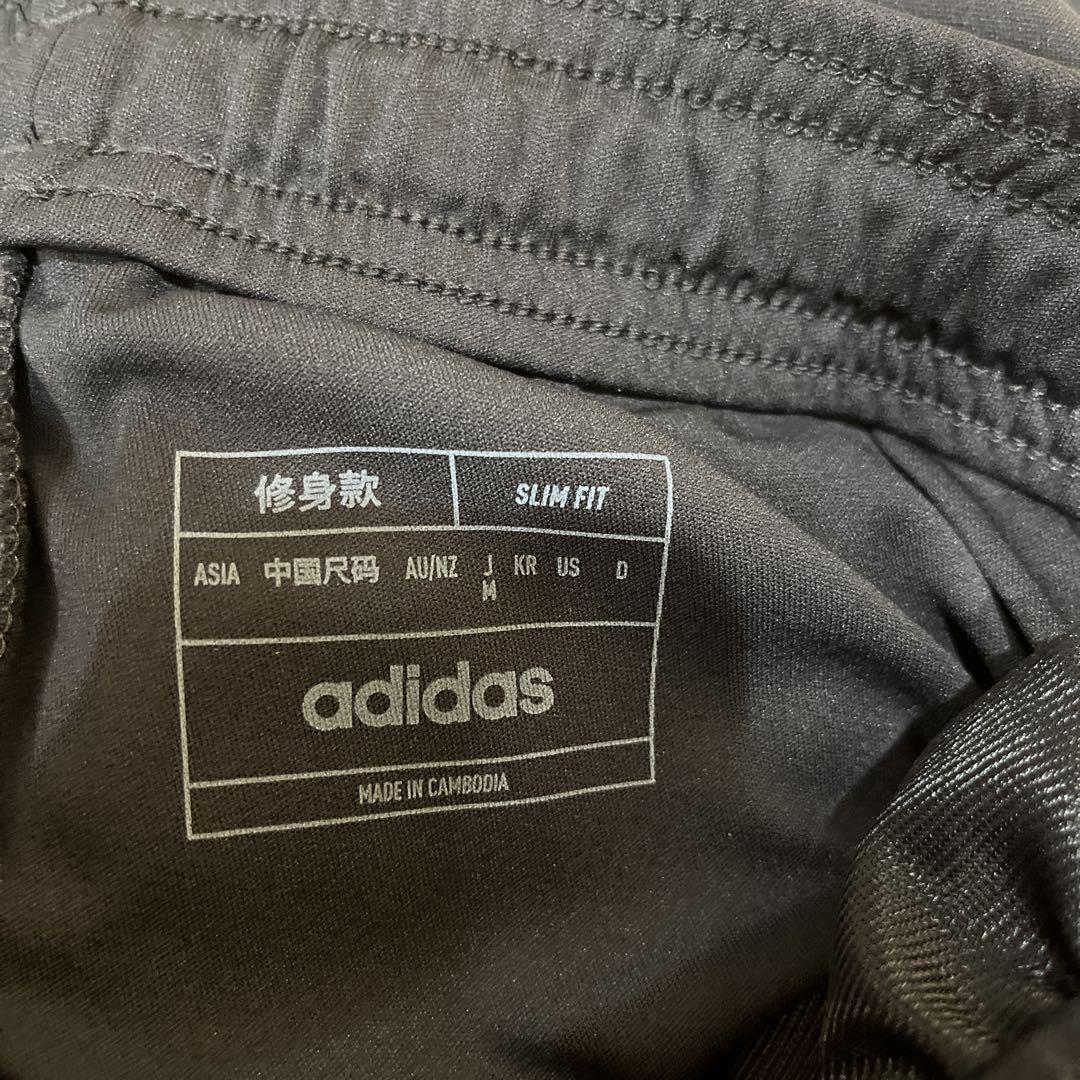 修身款 SLIM FIT
ASIA 中国尺码 AU/NZ J KR US D
M
adidas
MADE IN CAMBODIA